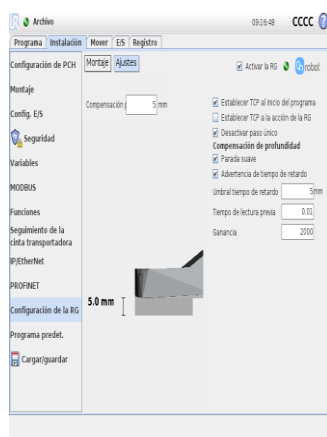 Archivo
09:16:48 CCCC
Programa Instalación Mover E/S Registro
Configuración de PCH
Montaje
Config. E/S
Seguridad
Variables
MODBUS
Funciones
Seguimiento de la
cinta transportadora
IP/EtherNet
PROFINET
Configuración de la RG
Programa predet.
Cargar/guardar
Montaje Ajustes
Activar la RG
On robot
Compensación p 5 mm
Establecer TCP al inicio del programa
Establecer TCP a la acción de la RG
Desactivar paso único
Compensación de profundidad
Parada suave
Advertencia de tiempo de retardo
Umbral tiempo de retardo 5 mm
Tiempo de lectura previa 0.01
Ganancia 2000
5.0 mm